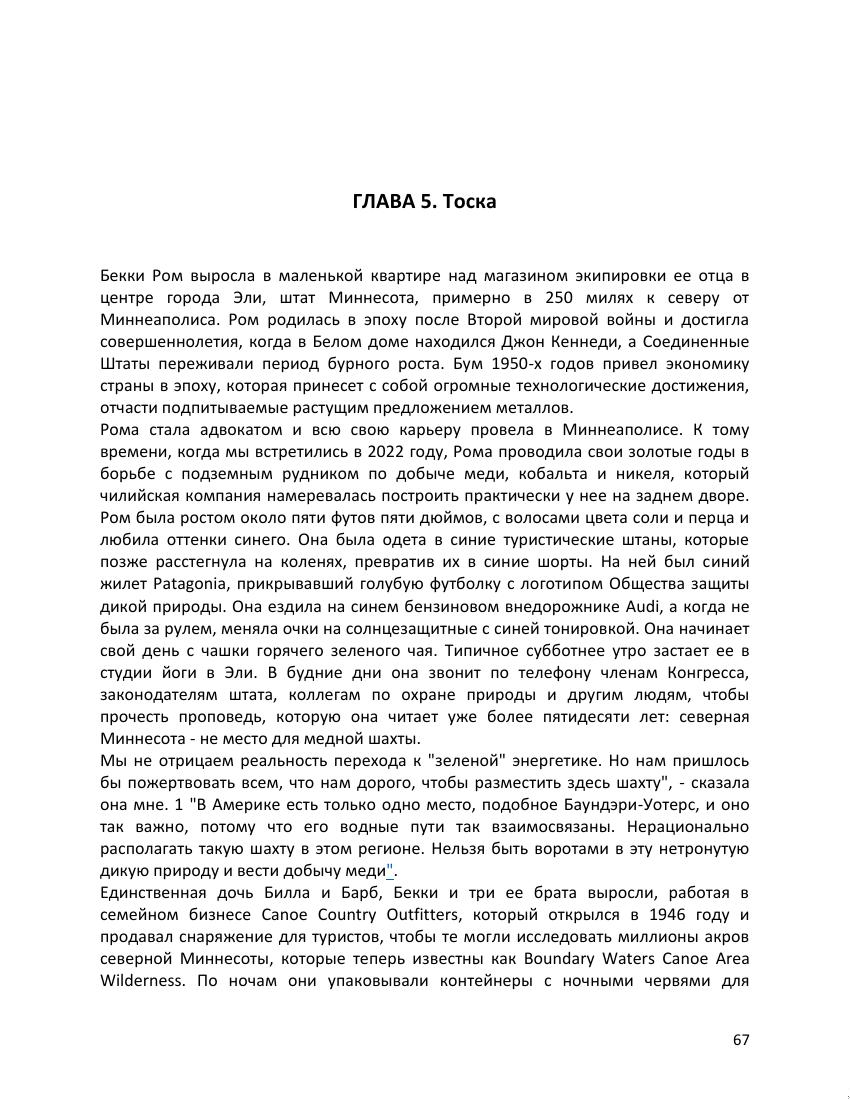 ГЛАВА 5. Тоска
Бекки Ром выросла в маленькой квартире над магазином экипировки ее отца в
центре города Эли, штат Миннесота, примерно в 250 милях к северу от
Миннеаполиса. Ром родилась в эпоху после Второй мировой войны и достигла
совершеннолетия, когда в Белом доме находился Джон Кеннеди, а Соединенные
Штаты переживали период бурного роста. Бум 1950-х годов привел экономику
страны в эпоху, которая принесет с собой огромные технологические достижения,
отчасти подпитываемые растущим предложением металлов.
Рома стала адвокатом и всю свою карьеру провела в Миннеаполисе. К тому
времени, когда мы встретились в 2022 году, Рома проводила свои золотые годы в
борьбе с подземным рудником по добыче меди, кобальта и никеля, который
чилийская компания намеревалась построить практически у нее на заднем дворе.
Ром была ростом около пяти футов пяти дюймов, с волосами цвета соли и перца и
любила оттенки синего. Она была одета в синие туристические штаны, которые
позже расстегнула на коленях, превратив их в синие шорты. На ней был синий
жилет Patagonia, прикрывавший голубую футболку с логотипом Общества защиты
дикой природы. Она ездила на синем бензиновом внедорожнике Audi, а когда не
была за рулем, меняла очки на солнцезащитные с синей тонировкой. Она начинает
свой день с чашки горячего зеленого чая. Типичное субботнее утро застает ее в
студии йоги в Эли. В будние дни она звонит по телефону членам Конгресса,
законодателям штата, коллегам по охране природы и другим людям, чтобы
прочесть проповедь, которую она читает уже более пятидесяти лет: северная
Миннесота - не место для медной шахты.
Мы не отрицаем реальность перехода к "зеленой" энергетике. Но нам пришлось
бы пожертвовать всем, что нам дорого, чтобы разместить здесь шахту", - сказала
она мне. 1 "В Америке есть только одно место, подобное Баундэри-Уотерс, и оно
так важно, потому что его водные пути так взаимосвязаны. Нерационально
располагать такую шахту в этом регионе. Нельзя быть воротами в эту нетронутую
дикую природу и вести добычу меди".
Единственная дочь Билла и Барб, Бекки и три ее брата выросли, работая в
семейном бизнесе Canoe Country Outfitters, который открылся в 1946 году и
продавал снаряжение для туристов, чтобы те могли исследовать миллионы акров
северной Миннесоты, которые теперь известны как Boundary Waters Canoe Area
Wilderness. По ночам они упаковывали контейнеры с ночными червями для
67